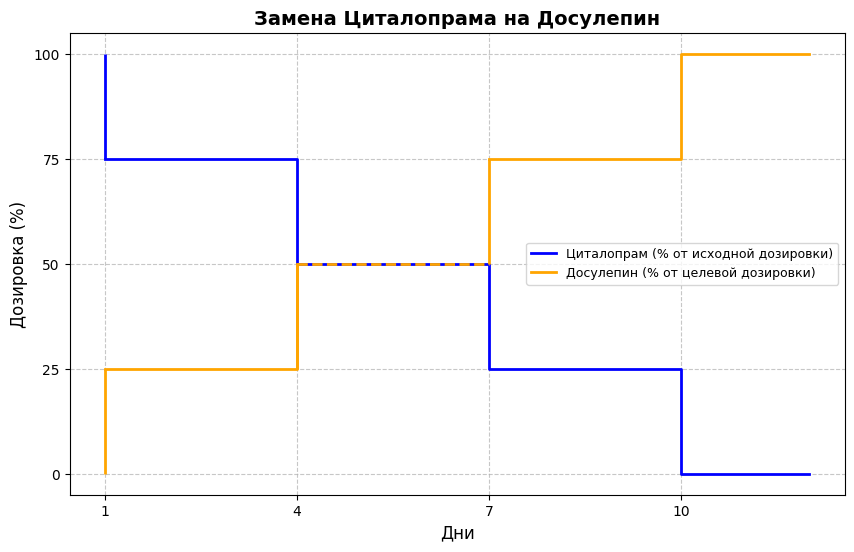 Замена Циталопрама на Досулепин
Дозировка (%)
100
75
50
25
0
Циталопрам (% от исходной дозировки)
Досулепин (% от целевой дозировки)
1 4 7 10
Дни